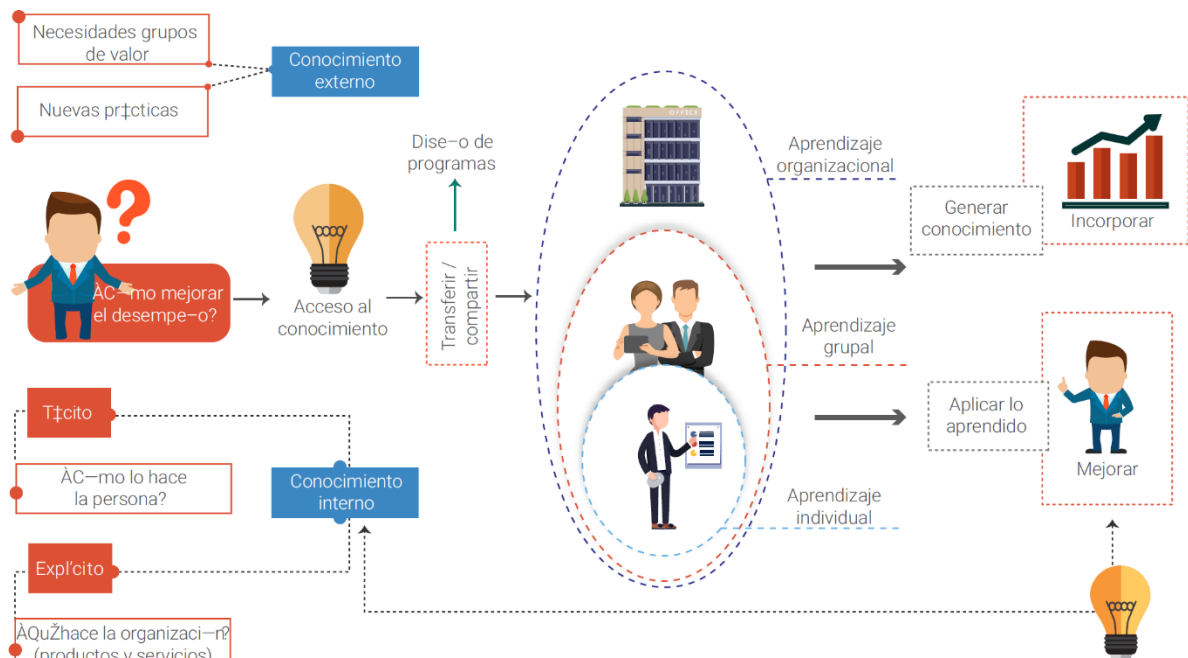 Necesidades grupos
de valor
Nuevas pr‡cticas
Conocimiento
externo
Dise–o de
programas
OFFICE
Aprendizaje
organizacional
Generar
conocimiento
Incorporar
ÀC—mo mejorar
el desempe–o?
Acceso al
conocimiento
Transferir /
compartir
Aprendizaje
grupal
T‡cito
ÀC—mo lo hace
la persona?
Conocimiento
interno
Aplicar lo
aprendido
Mejorar
Aprendizaje
individual
Expl’cito
ÀQuŽhace la organizaci—n?
(productos y servicios)